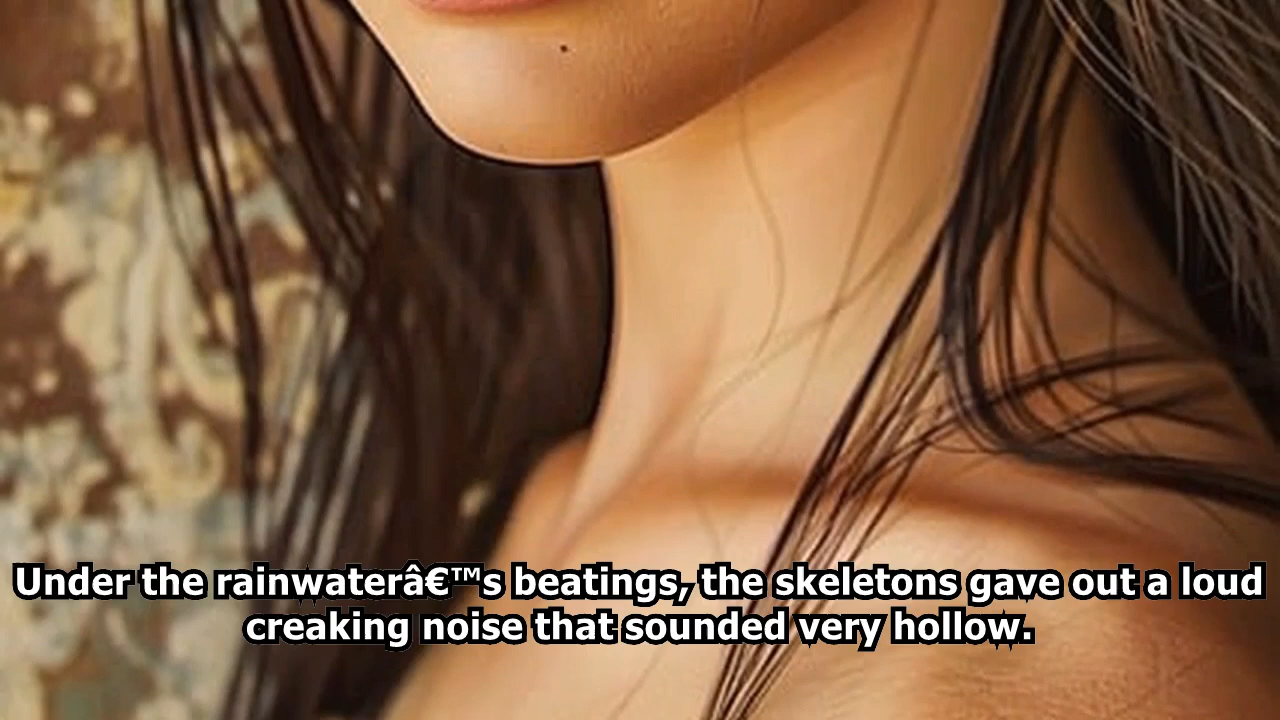 Under the rainwaterâ€™s beatings, the skeletons gave out a loud
creaking noise that sounded very hollow.